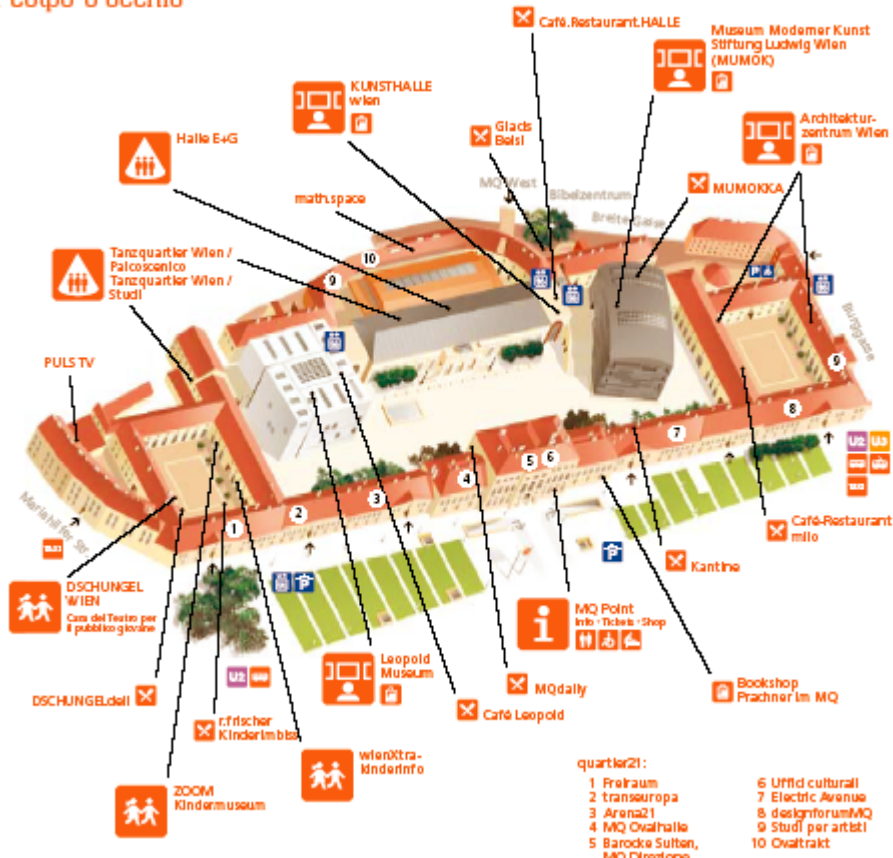 colpo d'occhio
Café.Restaurant.HALLE
Museum Moderner Kunst
Stiftung Ludwig Wien
(MUMOK)
KUNSTHALLE
wien
Glacis
Beisl
Architektur-
zentrum Wien
Halle E+G
MQ West
Bibelzentrum
MUMOKKA
math.space
Breite Gasse
Tanzquartier Wien /
Palcoscenico
Tanzquartier Wien /
Studi
10
9
P
Burggasse
PULS TV
9
8
7
U2 U3
6
5
4
3
2
1
Mariahilfer Str.
Café-Restaurant
milo
Kantine
P
P
DSCHUNGEL
WIEN
Casa del Teatro per
il pubblico giovane
MQ Point
Info · Tickets · Shop
i
Leopold
Museum
U2
MQdaily
Bookshop
Prachner im MQ
DSCHUNGELdeli
Café Leopold
r.frischer
Kinderimbiss
wienXtra-
kinderinfo
ZOOM
Kindermuseum
quartier21:
1 Freiraum
2 transeuropa
3 Arena21
4 MQ Ovalhalle
5 Barocke Suiten,
MQ Direzione
6 Uffici culturali
7 Electric Avenue
8 designforumMQ
9 Studi per artisti
10 Ovaltrakt